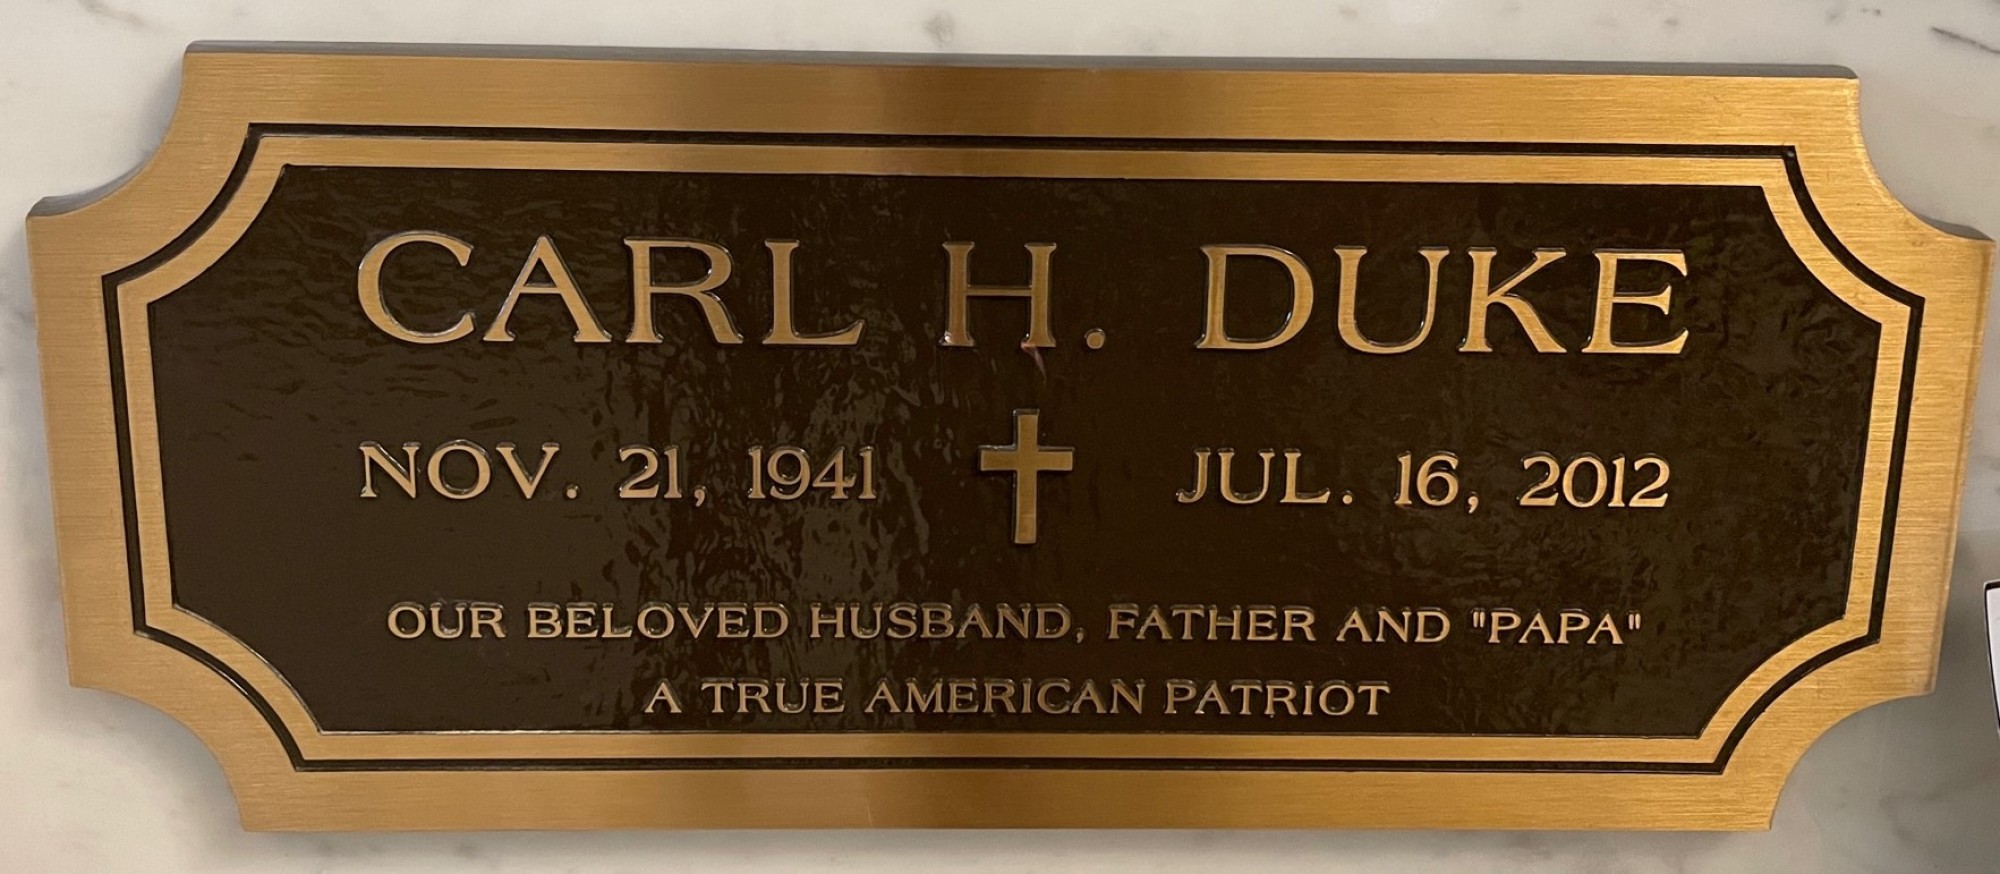 CARL H. DUKE
NOV. 21, 1941 JUL. 16, 2012
OUR BELOVED HUSBAND, FATHER AND "PAPA"
A TRUE AMERICAN PATRIOT